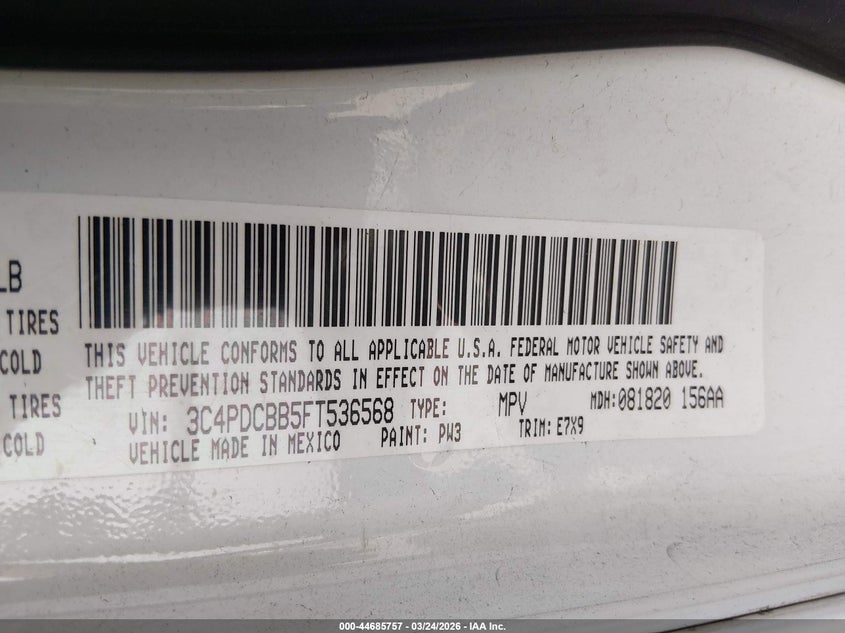 LB
TIRES
COLD
TIRES
COLD
THIS VEHICLE CONFORMS TO ALL APPLICABLE U.S.A. FEDERAL MOTOR VEHICLE SAFETY AND
THEFT PREVENTION STANDARDS IN EFFECT ON THE DATE OF MANUFACTURE SHOWN ABOVE.
VIN: 3C4PDCBB5FT536568 TYPE: MPV MDH:081820 156AA
VEHICLE MADE IN MEXICO PAINT: PW3 TRIM: E7X9
000-44685757 — 03/24/2026 — IAA Inc.